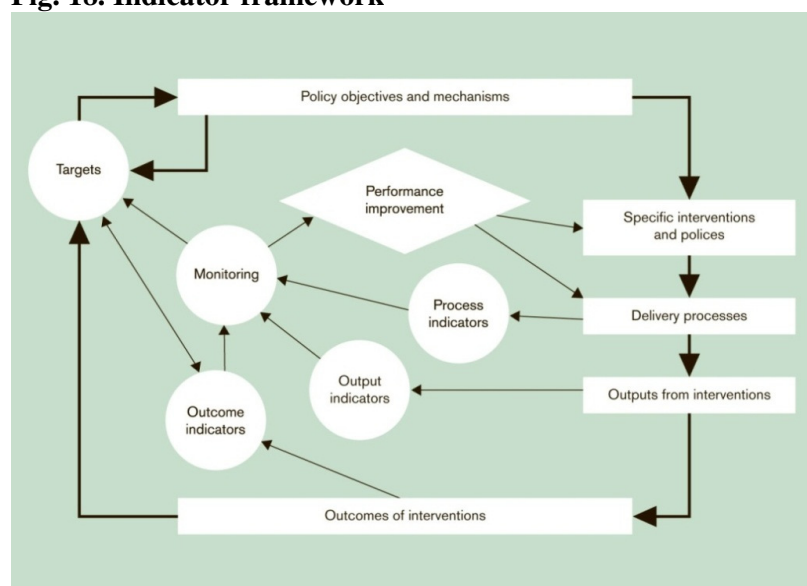 Fig. 18. Indicator framework
Policy objectives and mechanisms
Targets
Performance
improvement
Specific interventions
and polices
Monitoring
Process
indicators
Delivery processes
Output
indicators
Outputs from interventions
Outcome
indicators
Outcomes of interventions